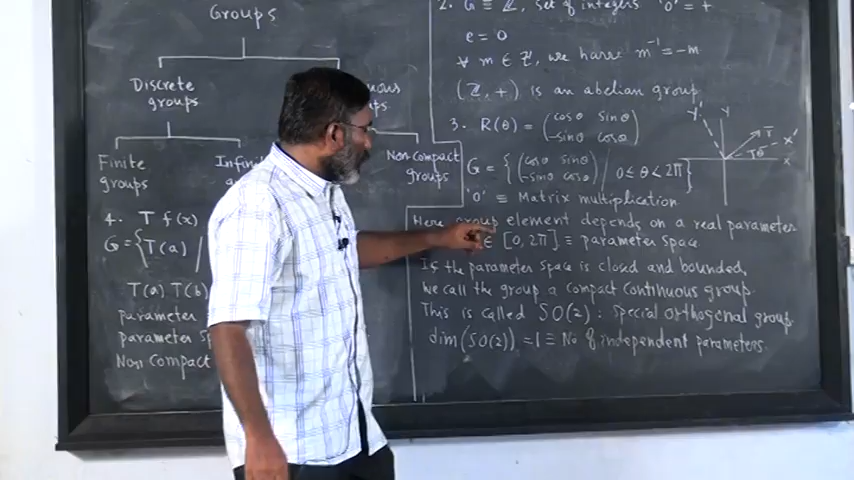 Groups
Discrete groups
Finite groups
Non Compact groups
4. T f(x)
G = { T(a) /
T(a) T(b)
parameter
parameter
Non Compact
2. G ≡ ℤ, set of integers 'o' = +
e = 0
∀ m ∈ ℤ, we have m⁻¹ = -m
(ℤ, +) is an abelian group
3. R(θ) = ( cosθ sinθ
-sinθ cosθ )
G = { ( cosθ sinθ
-sinθ cosθ ) / 0 ≤ θ < 2π }
'o' ≡ Matrix multiplication
Here group element depends on a real parameter
∈ [0, 2π] ≡ parameter space
If the parameter space is closed and bounded,
we call the group a compact continuous group.
This is called SO(2) : special orthogonal group.
dim(SO(2)) = 1 ≡ No of independent parameters.